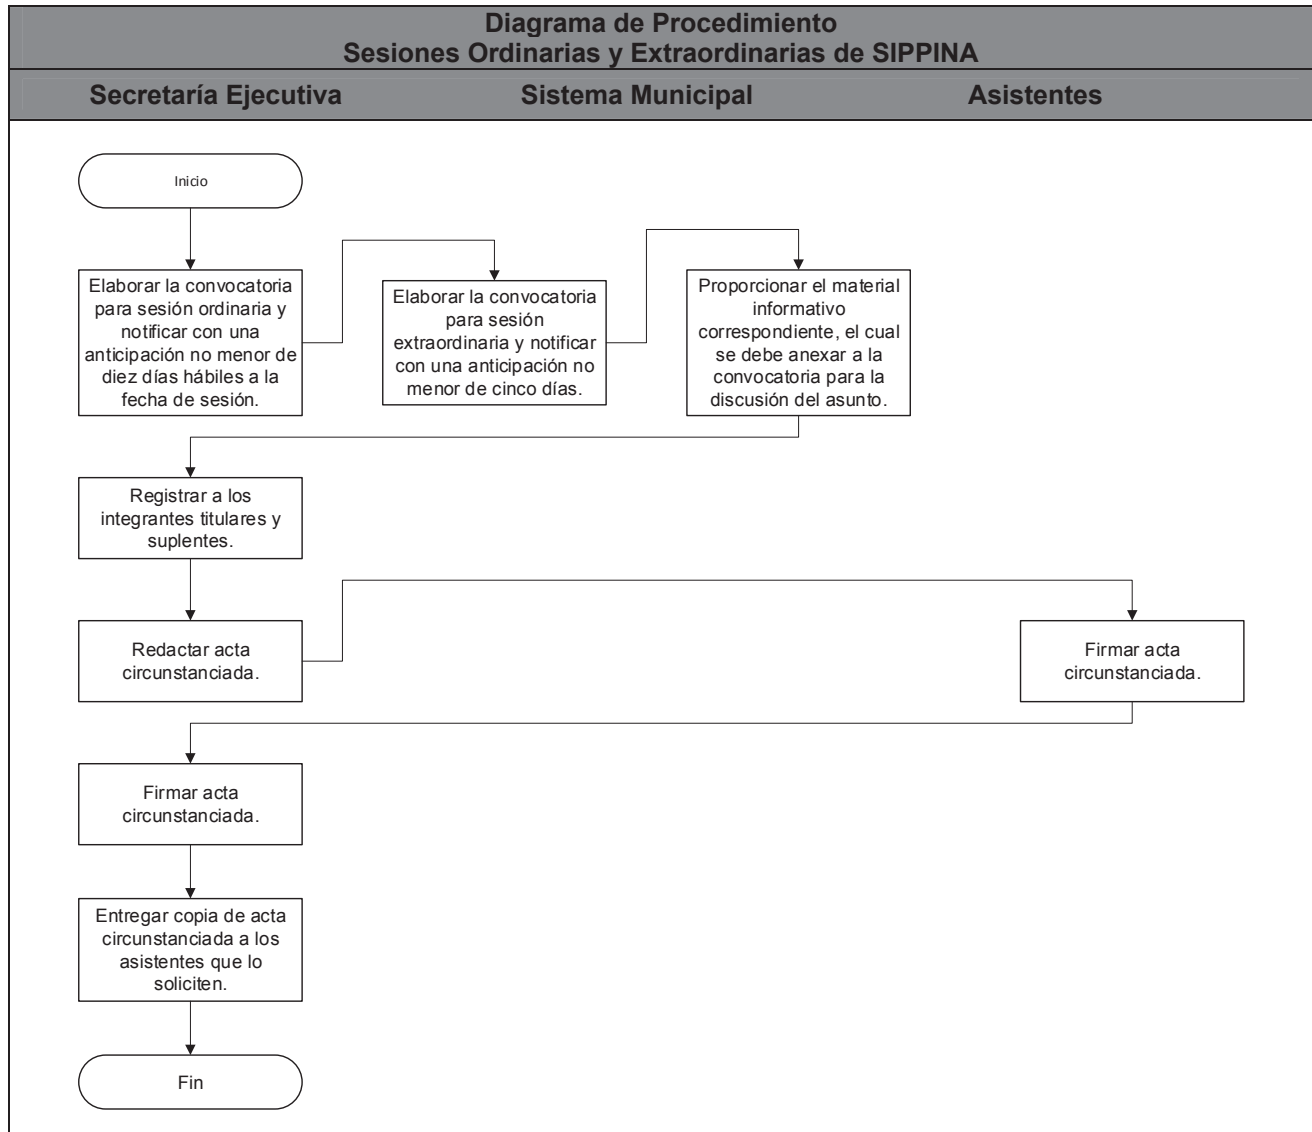 Diagrama de Procedimiento
Sesiones Ordinarias y Extraordinarias de SIPPINA
Secretaría Ejecutiva
Sistema Municipal
Asistentes
Inicio
Elaborar la convocatoria
para sesión ordinaria y
notificar con una
anticipación no menor de
diez días hábiles a la
fecha de sesión.
Elaborar la convocatoria
para sesión
extraordinaria y notificar
con una anticipación no
menor de cinco días.
Proporcionar el material
informativo
correspondiente, el cual
se debe anexar a la
convocatoria para la
discusión del asunto.
Registrar a los
integrantes titulares y
suplentes.
Redactar acta
circunstanciada.
Firmar acta
circunstanciada.
Firmar acta
circunstanciada.
Entregar copia de acta
circunstanciada a los
asistentes que lo
soliciten.
Fin